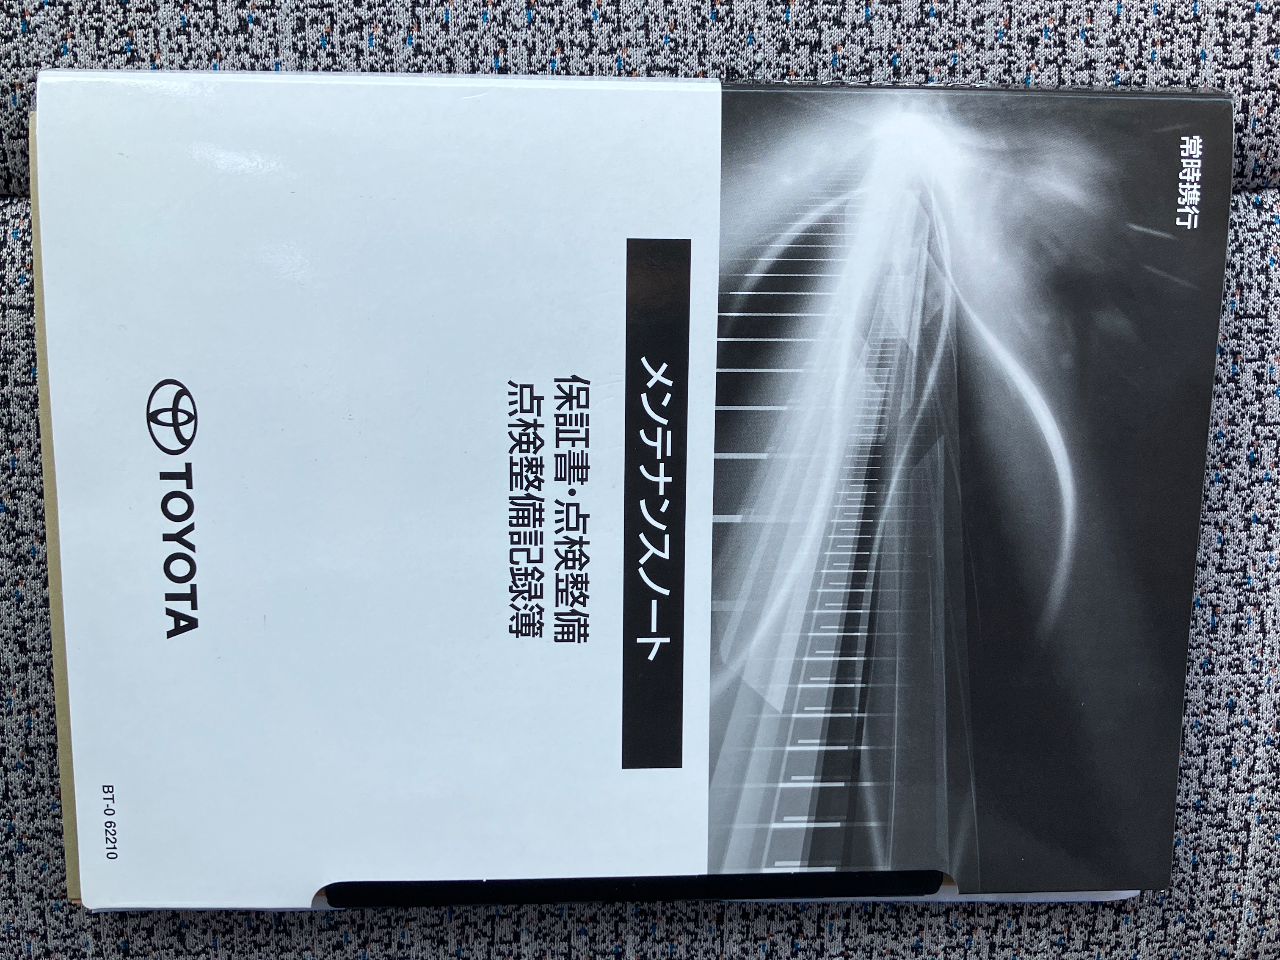 常時携行
メンテナンスノート
保証書・点検整備
点検整備記録簿
TOYOTA
BT-0 62210